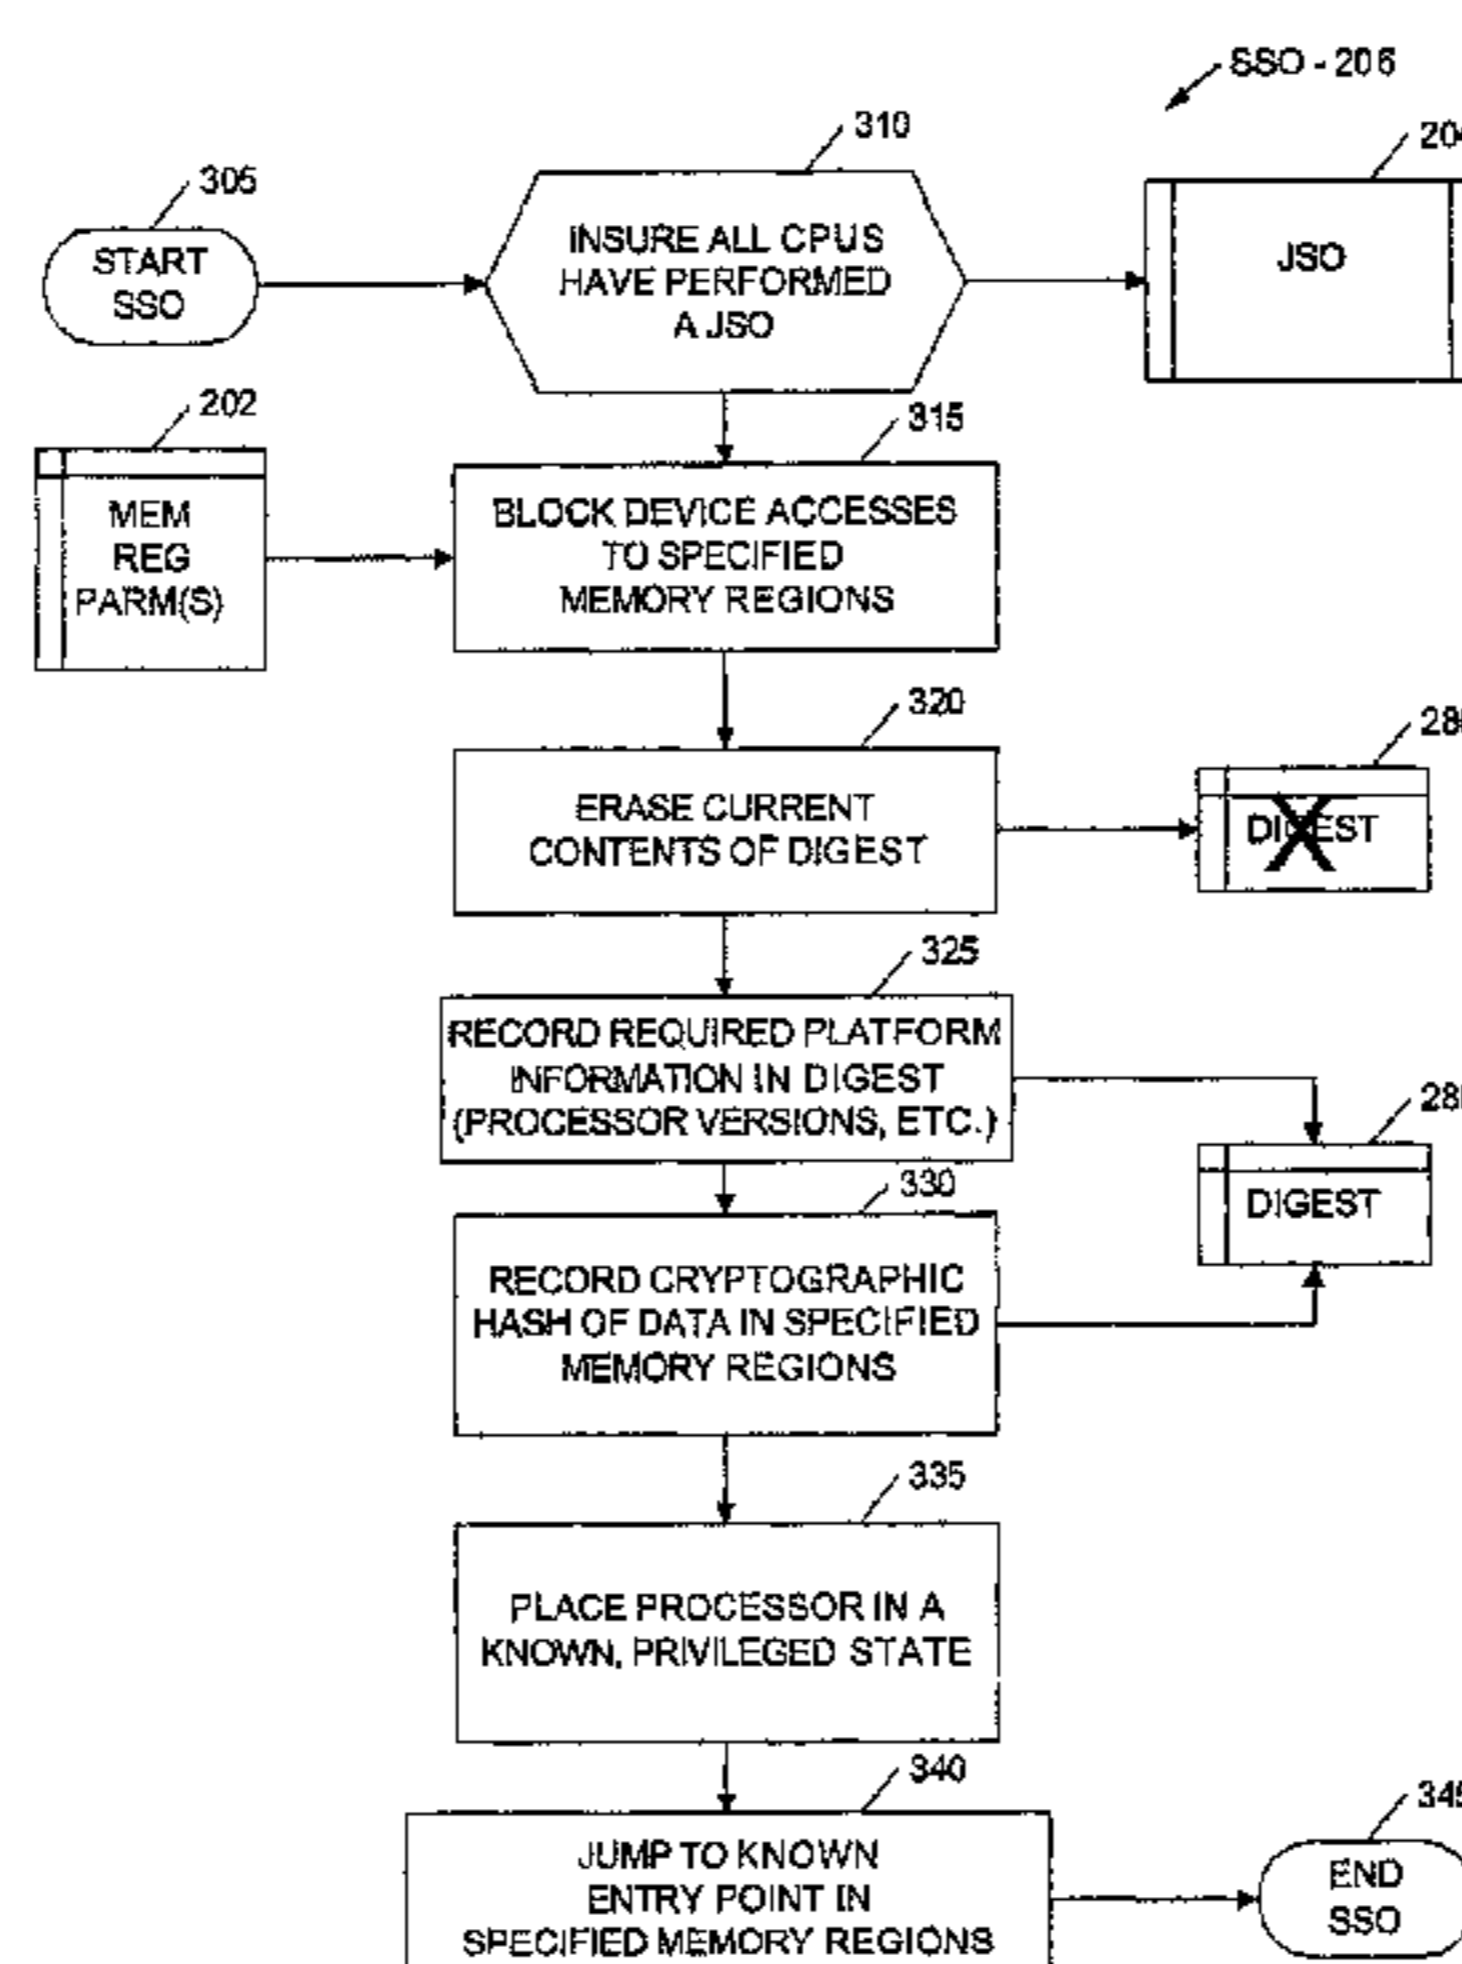 SSO - 206
310
305
START
SSO
INSURE ALL CPUS
HAVE PERFORMED
A JSO
JSO
202
MEM
REG
PARM(S)
315
BLOCK DEVICE ACCESSES
TO SPECIFIED
MEMORY REGIONS
320
ERASE CURRENT
CONTENTS OF DIGEST
DIGEST
325
RECORD REQUIRED PLATFORM
INFORMATION IN DIGEST
(PROCESSOR VERSIONS, ETC.)
DIGEST
330
RECORD CRYPTOGRAPHIC
HASH OF DATA IN SPECIFIED
MEMORY REGIONS
335
PLACE PROCESSOR IN A
KNOWN, PRIVILEGED STATE
340
JUMP TO KNOWN
ENTRY POINT IN
SPECIFIED MEMORY REGIONS
END
SSO